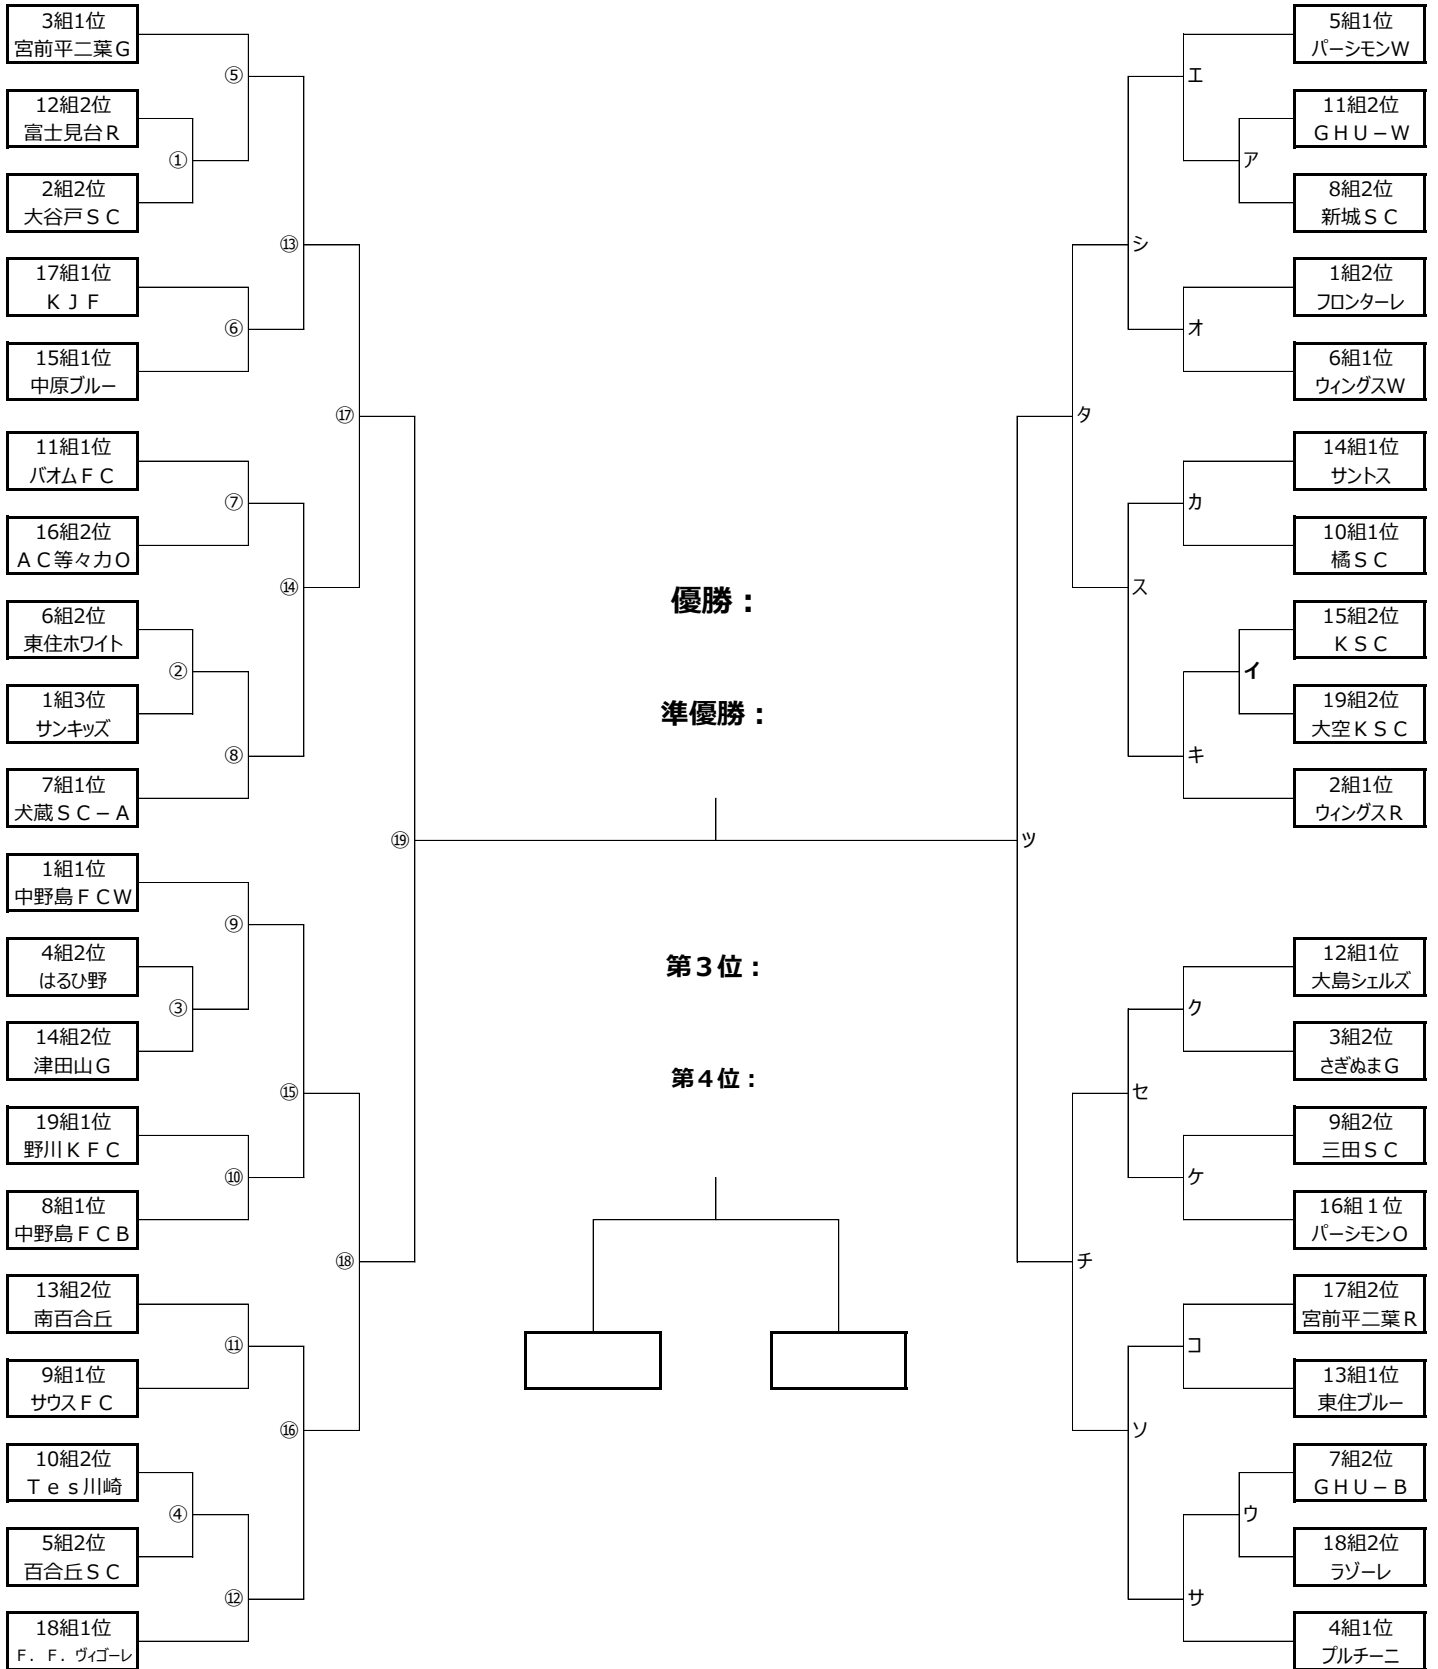 3組1位
宮前平二葉G
⑤
12組2位
富士見台R
①
2組2位
大谷戸SC
⑬
17組1位
KJF
⑥
15組1位
中原ブルー
⑰
11組1位
バオムFC
⑦
16組2位
AC等々力O
⑭
6組2位
東住ホワイト
②
1組3位
サンキッズ
⑧
7組1位
犬蔵SC-A
⑲
1組1位
中野島FCW
⑨
4組2位
はるひ野
③
14組2位
津田山G
⑮
19組1位
野川KFC
⑩
8組1位
中野島FCB
⑱
13組2位
南百合丘
⑪
9組1位
サウスFC
⑯
10組2位
Tes川崎
④
5組2位
百合丘SC
⑫
18組1位
F.F.ヴィゴーレ
優勝:
準優勝:
第3位:
第4位:
5組1位
パーシモンW
エ
11組2位
GHU-W
ア
8組2位
新城SC
シ
1組2位
フロンターレ
オ
6組1位
ウィングスW
タ
14組1位
サントス
カ
10組1位
橘SC
ス
15組2位
KSC
イ
19組2位
大空KSC
キ
2組1位
ウィングスR
ツ
12組1位
大島シェルズ
ク
3組2位
さぎぬまG
セ
9組2位
三田SC
ケ
16組1位
パーシモンO
チ
17組2位
宮前平二葉R
コ
13組1位
東住ブルー
ソ
7組2位
GHU-B
ウ
18組2位
ラゾーレ
サ
4組1位
プルチーニ